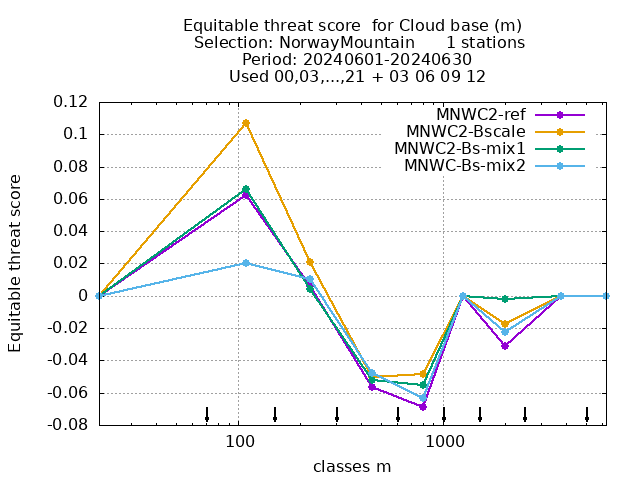 Equitable threat score  for Cloud base (m)
Selection: NorwayMountain      1 stations
Period: 20240601-20240630
Used 00,03,...,21 + 03 06 09 12
0.12
0.1
0.08
0.06
0.04
0.02
0
-0.02
-0.04
-0.06
-0.08
Equitable threat score
MNWC2-ref
MNWC2-Bscale
MNWC2-Bs-mix1
MNWC-Bs-mix2
100
1000
classes m